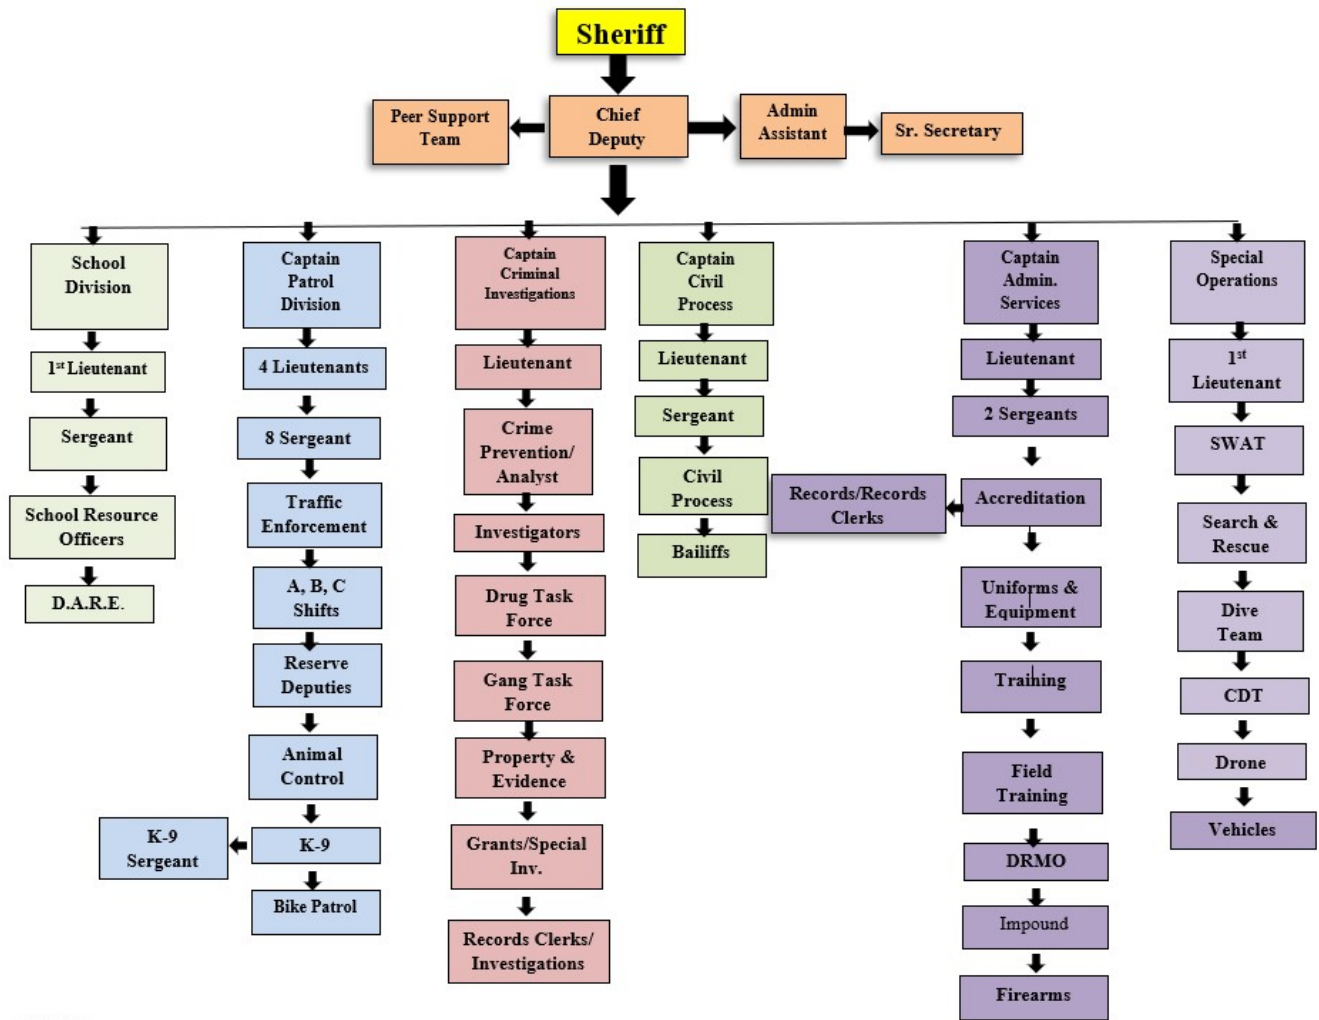 Sheriff
Peer Support
Team
Chief
Deputy
Admin
Assistant
Sr. Secretary
School
Division
1st Lieutenant
Sergeant
School Resource
Officers
D.A.R.E.
Captain
Patrol
Division
4 Lieutenants
8 Sergeant
Traffic
Enforcement
A, B, C
Shifts
Reserve
Deputies
Animal
Control
K-9
Sergeant
K-9
Bike Patrol
Captain
Criminal
Investigations
Lieutenant
Crime
Prevention/
Analyst
Investigators
Drug Task
Force
Gang Task
Force
Property &
Evidence
Grants/Special
Inv.
Records Clerks/
Investigations
Captain
Civil
Process
Lieutenant
Sergeant
Civil
Process
Bailiffs
Captain
Admin.
Services
Lieutenant
2 Sergeants
Records/Records
Clerks
Accreditation
Uniforms &
Equipment
Training
Field
Training
DRMO
Impound
Firearms
Special
Operations
1st
Lieutenant
SWAT
Search &
Rescue
Dive
Team
CDT
Drone
Vehicles